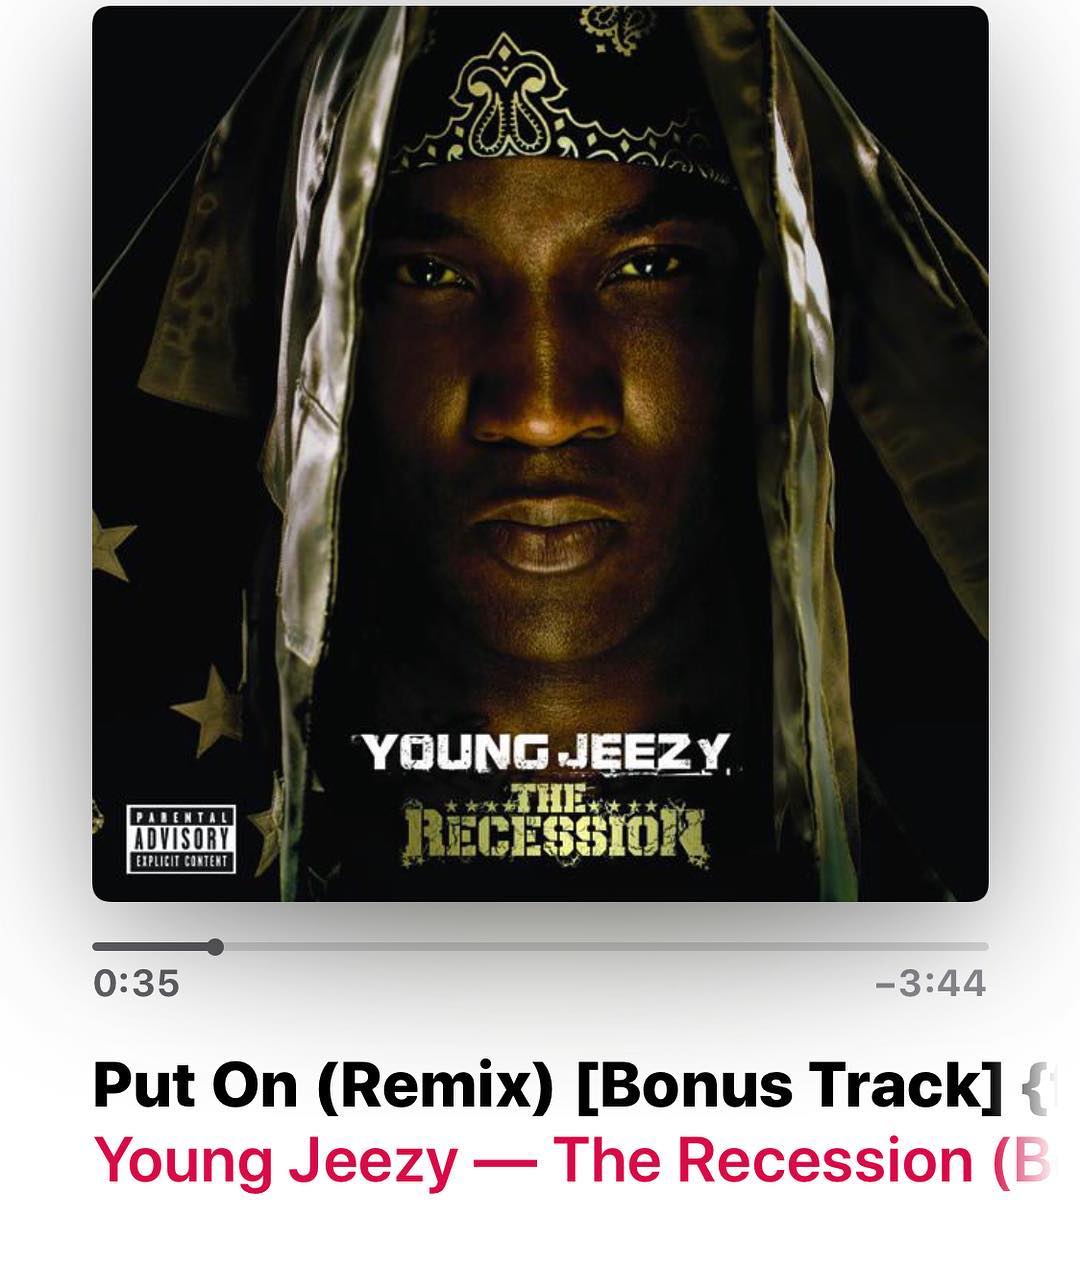 YOUNG JEEZY
THE
RECESSION
PARENTAL
ADVISORY
EXPLICIT CONTENT
0:35
−3:44
Put On (Remix) [Bonus Track] {
Young Jeezy — The Recession (B